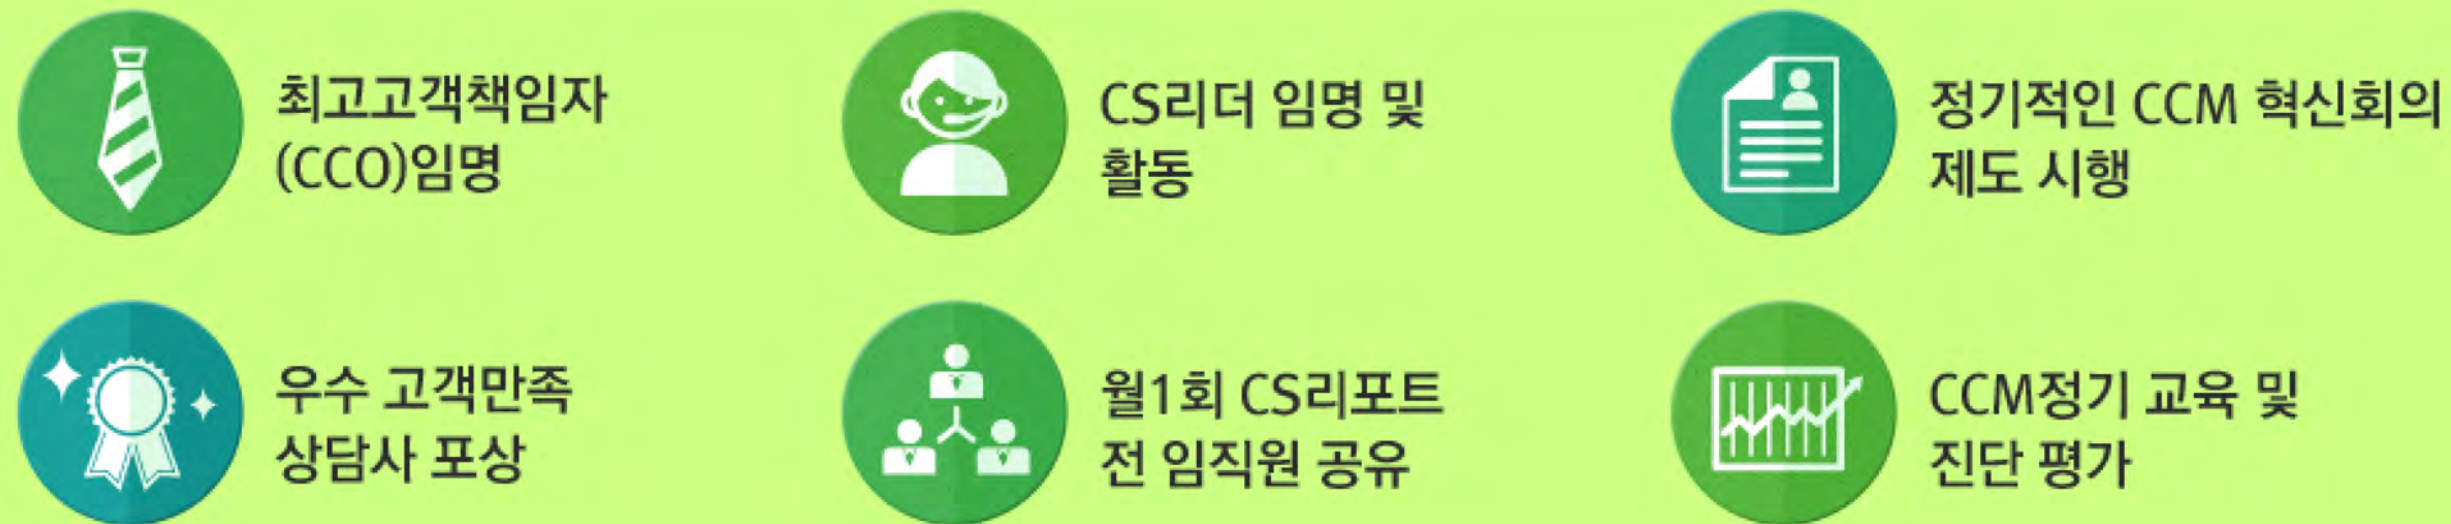 최고고객책임자
(CCO)임명
CS리더 임명 및
활동
정기적인 CCM 혁신회의
제도 시행
우수 고객만족
상담사 포상
월1회 CS리포트
전 임직원 공유
CCM정기 교육 및
진단 평가